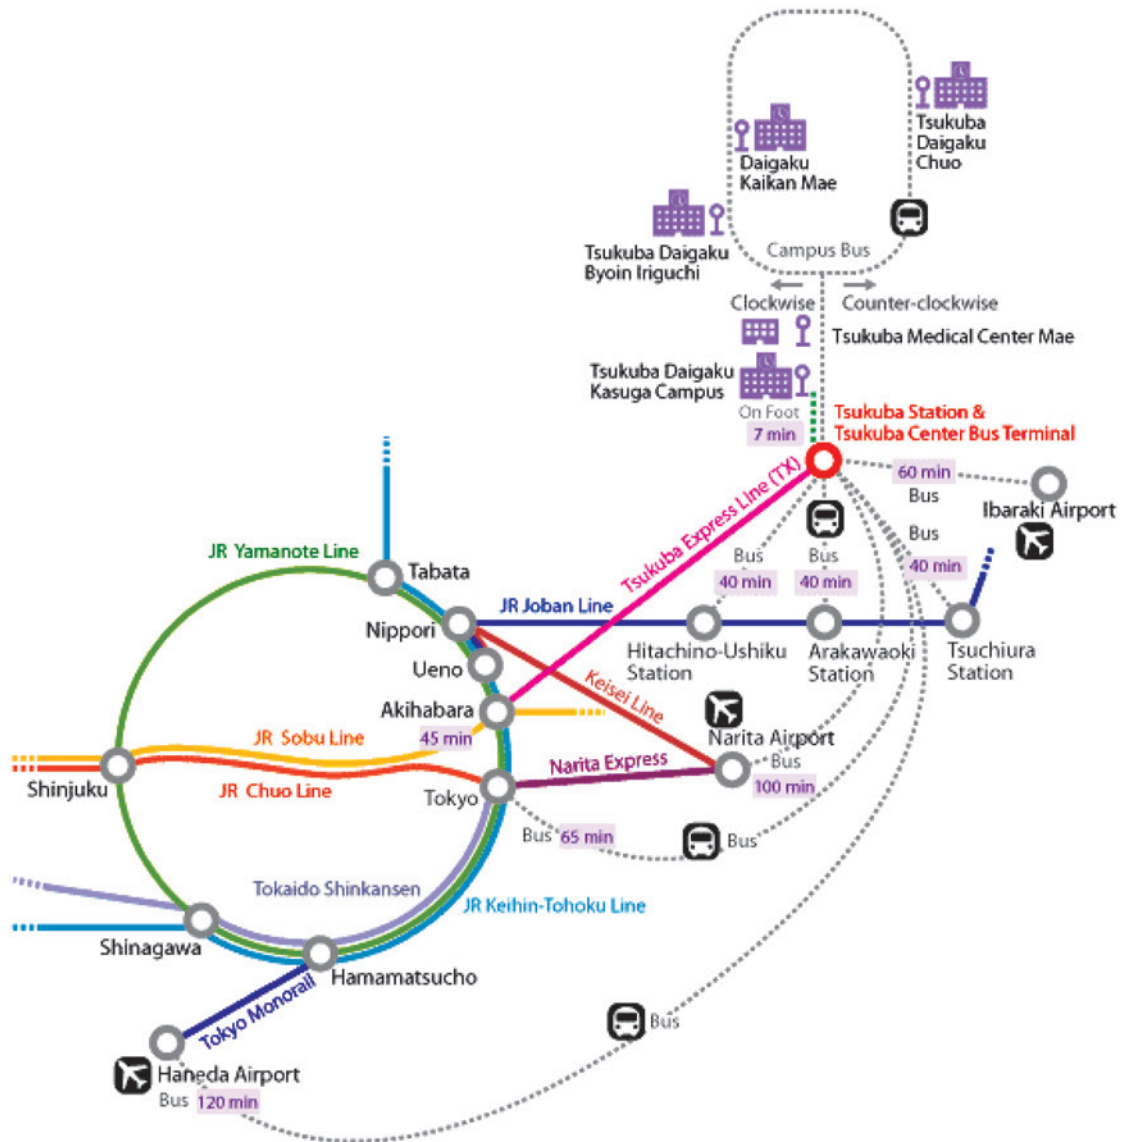 Tsukuba
Daigaku
Chuo
Daigaku
Kaikan Mae
Tsukuba Daigaku
Byoin Iriguchi
Campus Bus
Clockwise
Counter-clockwise
Tsukuba Medical Center Mae
Tsukuba Daigaku
Kasuga Campus
On Foot
7 min
Tsukuba Station &
Tsukuba Center Bus Terminal
60 min
Bus
Ibaraki Airport
Tsukuba Express Line (TX)
Bus
40 min
Bus
40 min
Bus
40 min
JR Yamanote Line
Tabata
JR Joban Line
Nippori
Hitachino-Ushiku
Station
Arakawaoki
Station
Tsuchiura
Station
Ueno
Keisei Line
Akihabara
45 min
JR Sobu Line
Narita Airport
Bus
100 min
Narita Express
Shinjuku
JR Chuo Line
Tokyo
Bus 65 min
Bus
Tokaido Shinkansen
JR Keihin-Tohoku Line
Shinagawa
Hamamatsucho
Tokyo Monorail
Bus
Haneda Airport
Bus 120 min